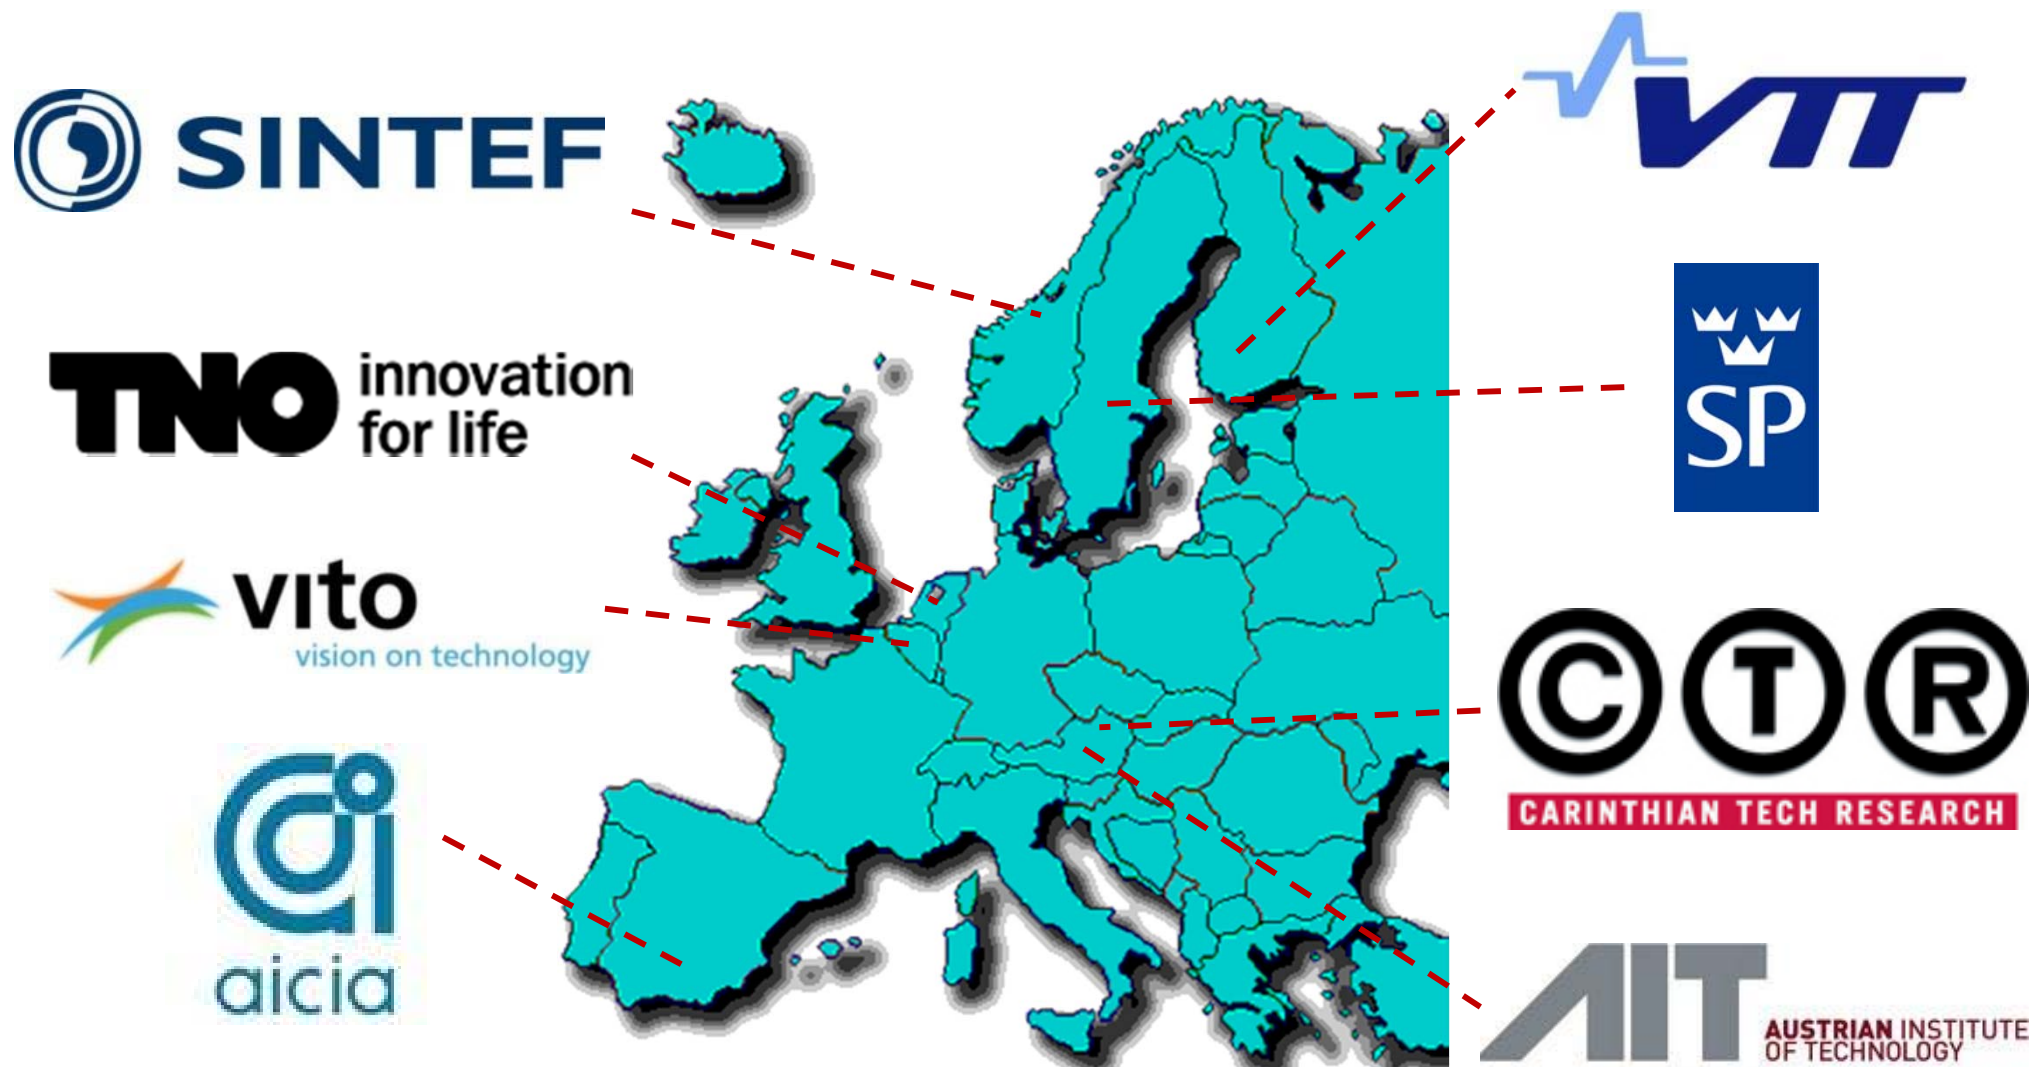 SINTEF
TNO innovation
for life
vito
vision on technology
aicia
VTT
SP
CTR
CARINTHIAN TECH RESEARCH
AIT
AUSTRIAN INSTITUTE
OF TECHNOLOGY